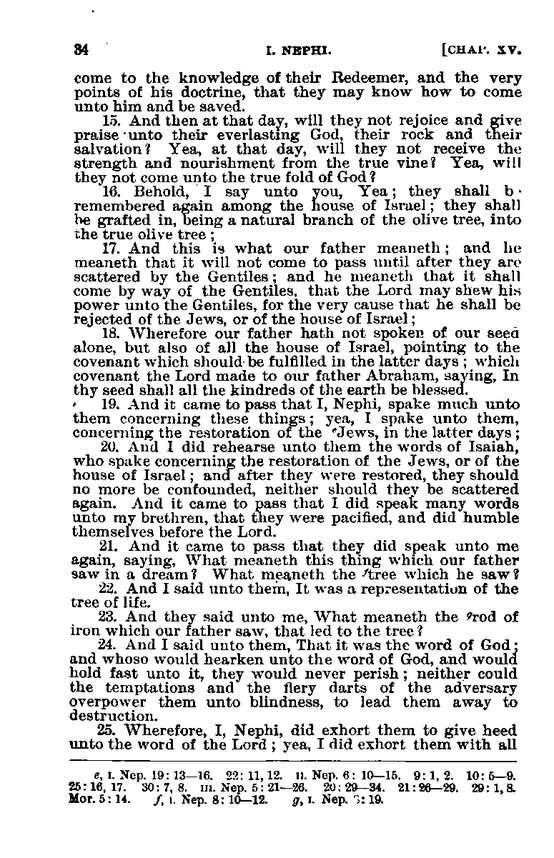 34 I. NEPHI. [CHAP. XV.
come to the knowledge of their Redeemer, and the very
points of his doctrine, that they may know how to come
unto him and be saved.
15. And then at that day, will they not rejoice and give
praise unto their everlasting God, their rock and their
salvation? Yea, at that day, will they not receive the
strength and nourishment from the true vine? Yea, will
they not come unto the true fold of God?
16. Behold, I say unto you, Yea; they shall b
remembered again among the house of Israel; they shall
be grafted in, being a natural branch of the olive tree, into
the true olive tree;
17. And this is what our father meaneth; and he
meaneth that it will not come to pass until after they are
scattered by the Gentiles; and he meaneth that it shall
come by way of the Gentiles, that the Lord may shew his
power unto the Gentiles, for the very cause that he shall be
rejected of the Jews, or of the house of Israel;
18. Wherefore our father hath not spoken of our seed
alone, but also of all the house of Israel, pointing to the
covenant which should be fulfilled in the latter days; which
covenant the Lord made to our father Abraham, saying, In
thy seed shall all the kindreds of the earth be blessed.
19. And it came to pass that I, Nephi, spake much unto
them concerning these things; yea, I spake unto them,
concerning the restoration of the eJews, in the latter days;
20. And I did rehearse unto them the words of Isaiah,
who spake concerning the restoration of the Jews, or of the
house of Israel; and after they were restored, they should
no more be confounded, neither should they be scattered
again. And it came to pass that I did speak many words
unto my brethren, that they were pacified, and did humble
themselves before the Lord.
21. And it came to pass that they did speak unto me
again, saying, What meaneth this thing which our father
saw in a dream? What meaneth the ftree which he saw?
22. And I said unto them, It was a representation of the
tree of life.
23. And they said unto me, What meaneth the grod of
iron which our father saw, that led to the tree?
24. And I said unto them, That it was the word of God;
and whoso would hearken unto the word of God, and would
hold fast unto it, they would never perish; neither could
the temptations and the fiery darts of the adversary
overpower them unto blindness, to lead them away to
destruction.
25. Wherefore, I, Nephi, did exhort them to give heed
unto the word of the Lord; yea, I did exhort them with all
e, I. Nep. 19: 13—16. 22: 11, 12. II. Nep. 6: 10—15. 9: 1, 2. 10: 5—9.
25: 16, 17. 30: 7, 8. III. Nep. 5: 21—26. 20: 29—34. 21: 26—29. 29: 1, 8.
Mor. 5: 14. f, I. Nep. 8: 10—12. g, I. Nep. : 19.